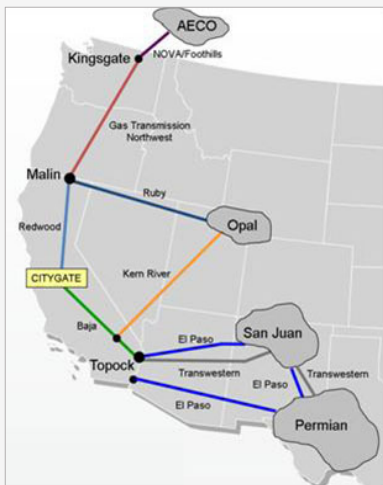 AECO
Kingsgate
NOVA/Foothills
Gas Transmission
Northwest
Malin
Ruby
Redwood
Opal
CITYGATE
Kern River
Baja
El Paso
San Juan
Topock
Transwestern
El Paso
Transwestern
El Paso
Permian